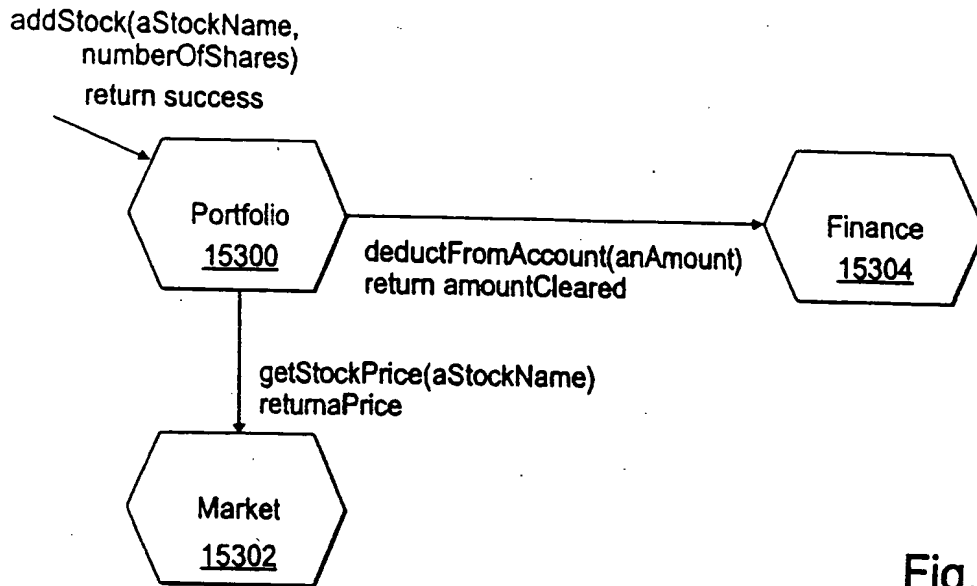 addStock(aStockName,
numberOfShares)
return success
Portfolio
15300
Finance
15304
deductFromAccount(anAmount)
return amountCleared
getStockPrice(aStockName)
returnaPrice
Market
15302
Fig.